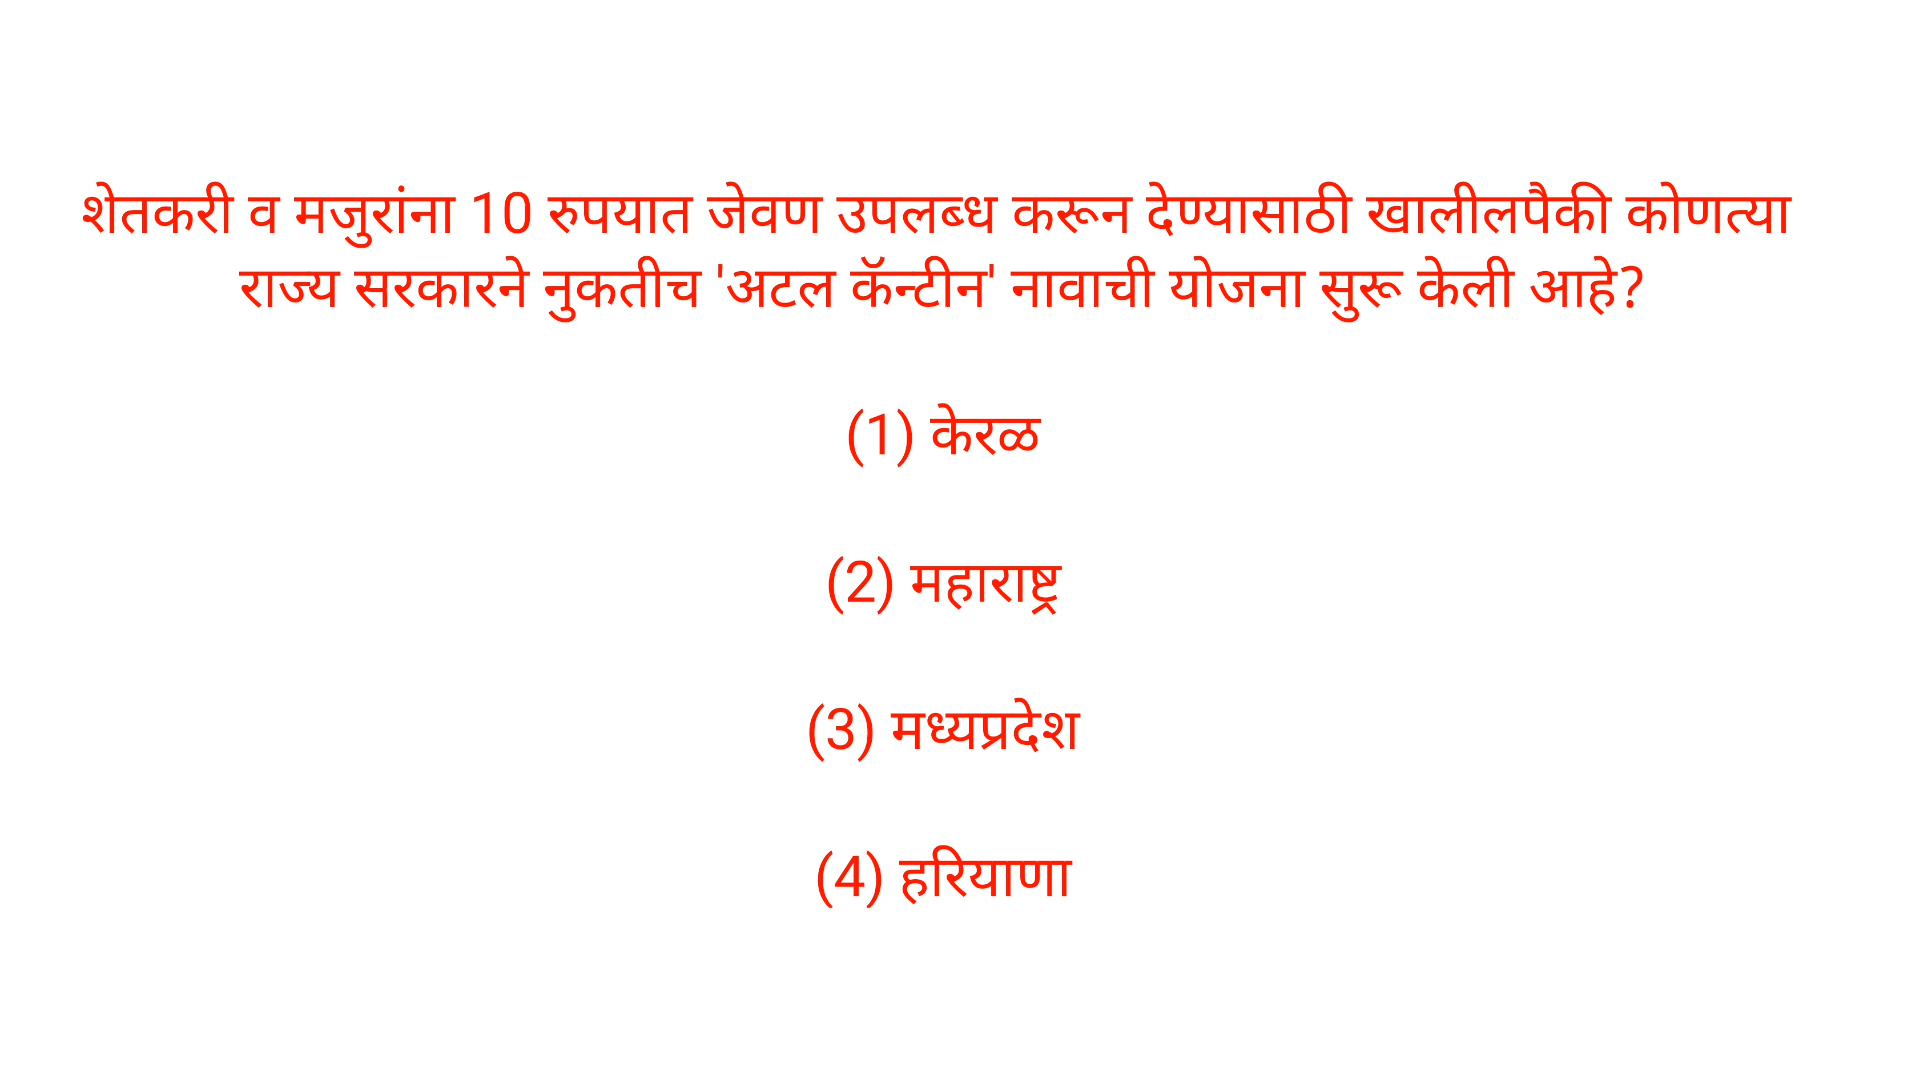 शेतकरी व मजुरांना 10 रुपयात जेवण उपलब्ध करून देण्यासाठी खालीलपैकी कोणत्या
राज्य सरकारने नुकतीच 'अटल कॅन्टीन' नावाची योजना सुरू केली आहे?
(1) केरळ
(2) महाराष्ट्र
(3) मध्यप्रदेश
(4) हरियाणा